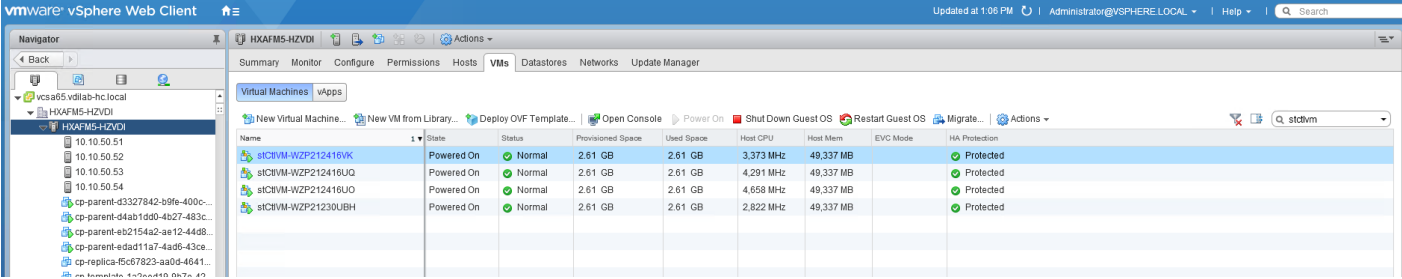 vmware® vSphere Web Client
Updated at 1:06 PM | Administrator@VSPHERE.LOCAL | Help | Search
Navigator
Back
vcsa65.vdilab-hc.local
HXAFM5-HZVDI
HXAFM5-HZVDI
10.10.50.51
10.10.50.52
10.10.50.53
10.10.50.54
cp-parent-d3327842-b9fe-400c-...
cp-parent-d4ab1dd0-4b27-483c...
cp-parent-eb2154a2-ae12-44d8...
cp-parent-edad11a7-4ad6-43ce...
cp-replica-f5c67823-aa0d-4641...
HXAFM5-HZVDI Actions
Summary Monitor Configure Permissions Hosts VMs Datastores Networks Update Manager
Virtual Machines vApps
New Virtual Machine... New VM from Library... Deploy OVF Template... Open Console Power On Shut Down Guest OS Restart Guest OS Migrate... Actions stctlvm
Name 1 State Status Provisioned Space Used Space Host CPU Host Mem EVC Mode HA Protection
stCtlVM-WZP212416VK Powered On Normal 2.61 GB 2.61 GB 3,373 MHz 49,337 MB Protected
stCtlVM-WZP212416UQ Powered On Normal 2.61 GB 2.61 GB 4,291 MHz 49,337 MB Protected
stCtlVM-WZP212416UO Powered On Normal 2.61 GB 2.61 GB 4,658 MHz 49,337 MB Protected
stCtlVM-WZP21230UBH Powered On Normal 2.61 GB 2.61 GB 2,822 MHz 49,337 MB Protected